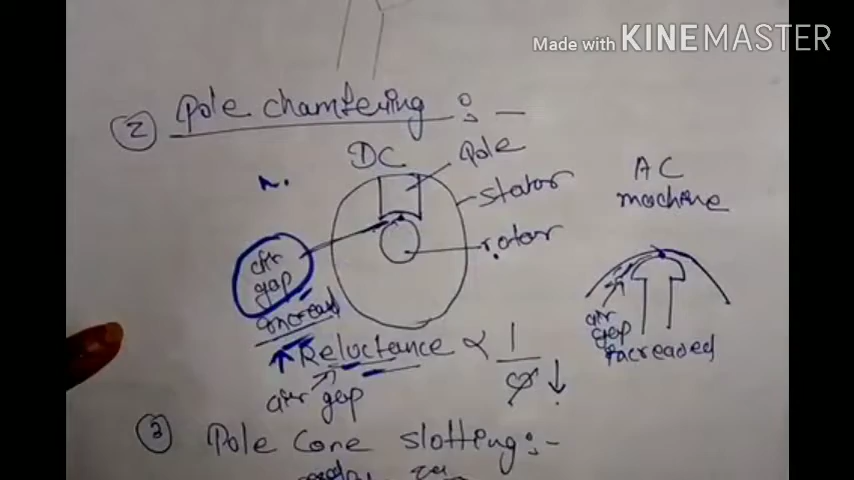 Made with KINEMASTER
② Pole chamfering :-
DC
Pole
AC
machine
stator
N.
rotor
air
gap
increased
↑ Reluctance ∝ 1/φ ↓
air gap
air
gap
increaded
③ Pole Core slotting:-